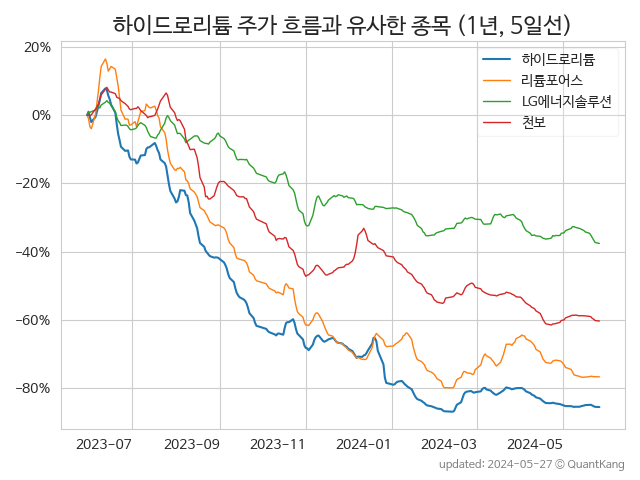 하이드로리튬 주가 흐름과 유사한 종목 (1년, 5일선)
하이드로리튬
리튬포어스
LG에너지솔루션
천보
20%
0%
−20%
−40%
−60%
−80%
2023-07 2023-09 2023-11 2024-01 2024-03 2024-05
updated: 2024-05-27 © QuantKang